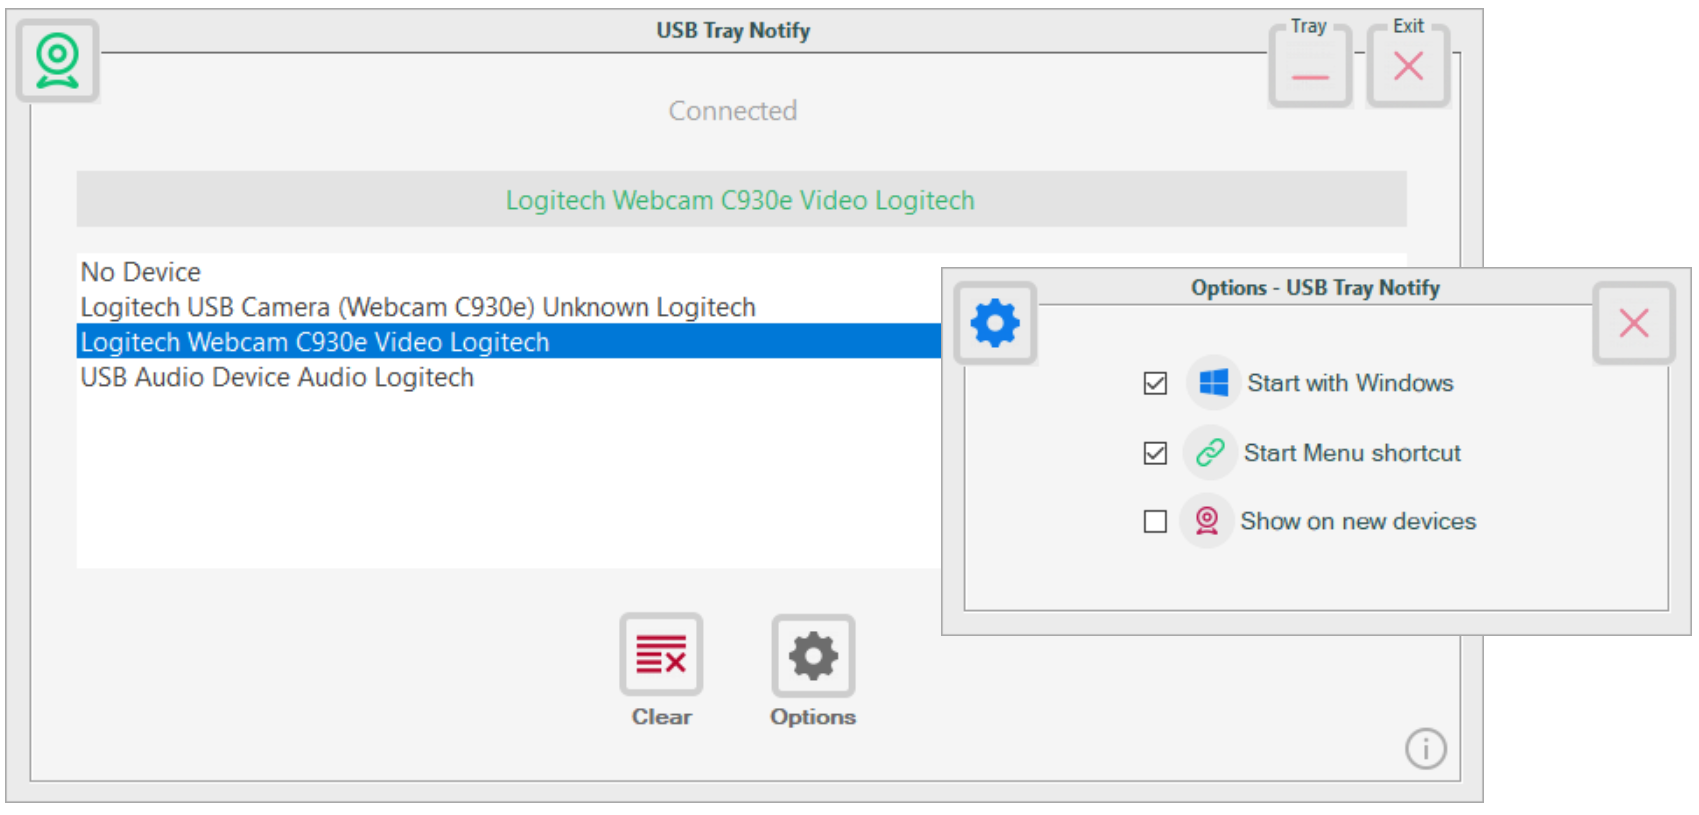 USB Tray Notify
Tray
Exit
Connected
Logitech Webcam C930e Video Logitech
No Device
Logitech USB Camera (Webcam C930e) Unknown Logitech
Logitech Webcam C930e Video Logitech
USB Audio Device Audio Logitech
Clear
Options
Options - USB Tray Notify
Start with Windows
Start Menu shortcut
Show on new devices